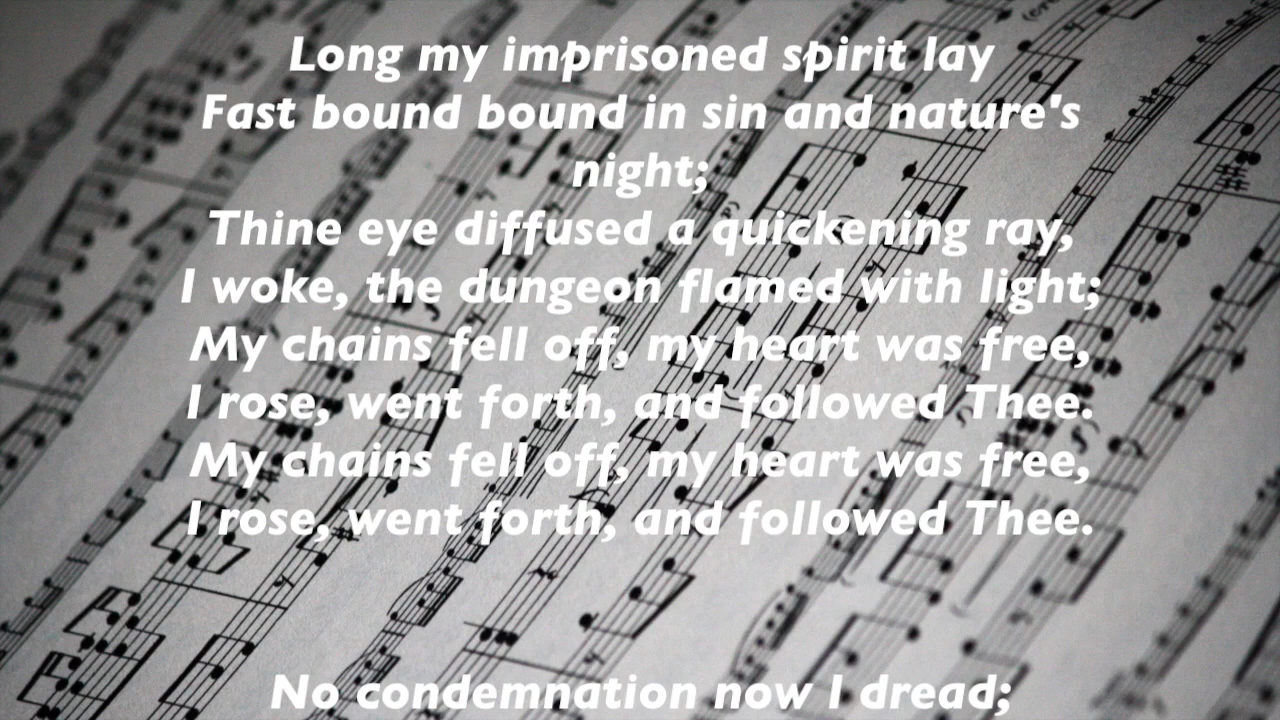 Long my imprisoned spirit lay
Fast bound bound in sin and nature's
night;
Thine eye diffused a quickening ray,
I woke, the dungeon flamed with light;
My chains fell off, my heart was free,
I rose, went forth, and followed Thee.
My chains fell off, my heart was free,
I rose, went forth, and followed Thee.
No condemnation now I dread;